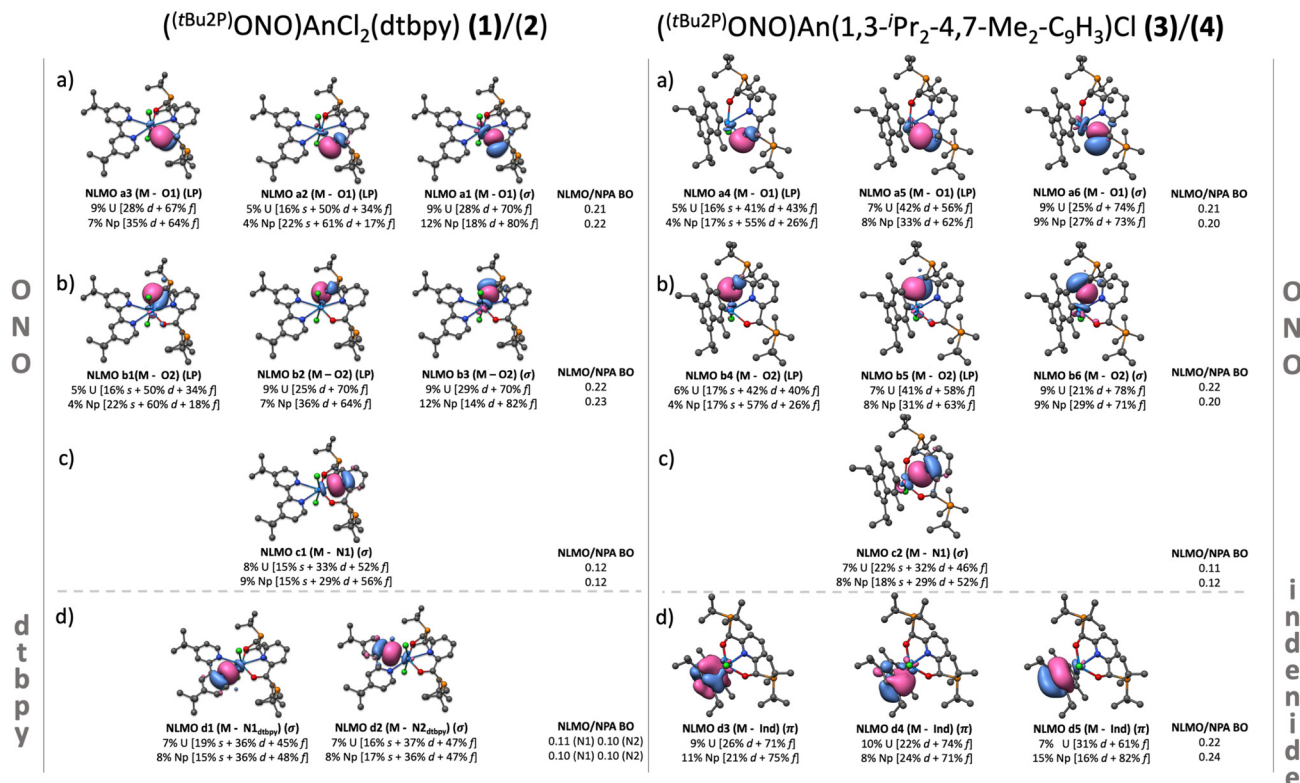 ((tBu2P)ONO)AnCl2(dtbpy) (1)/(2)
((tBu2P)ONO)An(1,3-iPr2-4,7-Me2-C9H3)Cl (3)/(4)
O
N
O
a)
NLMO a3 (M - O1) (LP)
9% U [28% d + 67% f]
7% Np [35% d + 64% f]
NLMO a2 (M - O1) (LP)
5% U [16% s + 50% d + 34% f]
4% Np [22% s + 61% d + 17% f]
NLMO a1 (M - O1) (σ)
9% U [28% d + 70% f]
12% Np [18% d + 80% f]
NLMO/NPA BO
0.21
0.22
b)
NLMO b1(M - O2) (LP)
5% U [16% s + 50% d + 34% f]
4% Np [22% s + 60% d + 18% f]
NLMO b2 (M – O2) (LP)
9% U [25% d + 70% f]
7% Np [36% d + 64% f]
NLMO b3 (M – O2) (σ)
9% U [29% d + 70% f]
12% Np [14% d + 82% f]
NLMO/NPA BO
0.22
0.23
c)
NLMO c1 (M - N1) (σ)
8% U [15% s + 33% d + 52% f]
9% Np [15% s + 29% d + 56% f]
NLMO/NPA BO
0.12
0.12
d
t
b
p
y
d)
NLMO d1 (M - N1dtbpy) (σ)
7% U [19% s + 36% d + 45% f]
8% Np [15% s + 36% d + 48% f]
NLMO d2 (M - N2dtbpy) (σ)
7% U [16% s + 37% d + 47% f]
8% Np [17% s + 36% d + 47% f]
NLMO/NPA BO
0.11 (N1) 0.10 (N2)
0.10 (N1) 0.10 (N2)
a)
NLMO a4 (M - O1) (LP)
5% U [16% s + 41% d + 43% f]
4% Np [17% s + 55% d + 26% f]
NLMO a5 (M - O1) (LP)
7% U [42% d + 56% f]
8% Np [33% d + 62% f]
NLMO a6 (M - O1) (σ)
9% U [25% d + 74% f]
9% Np [27% d + 73% f]
NLMO/NPA BO
0.21
0.20
b)
NLMO b4 (M - O2) (LP)
6% U [17% s + 42% d + 40% f]
4% Np [17% s + 57% d + 26% f]
NLMO b5 (M - O2) (LP)
7% U [41% d + 58% f]
8% Np [31% d + 63% f]
NLMO b6 (M - O2) (σ)
9% U [21% d + 78% f]
9% Np [29% d + 71% f]
NLMO/NPA BO
0.22
0.20
c)
NLMO c2 (M - N1) (σ)
7% U [22% s + 32% d + 46% f]
8% Np [18% s + 29% d + 52% f]
NLMO/NPA BO
0.11
0.12
d)
NLMO d3 (M - Ind) (π)
9% U [26% d + 71% f]
11% Np [21% d + 75% f]
NLMO d4 (M - Ind) (π)
10% U [22% d + 74% f]
8% Np [24% d + 71% f]
NLMO d5 (M - Ind) (π)
7% U [31% d + 61% f]
15% Np [16% d + 82% f]
NLMO/NPA BO
0.22
0.24
O
N
O
i
n
d
e
n
i
d
e